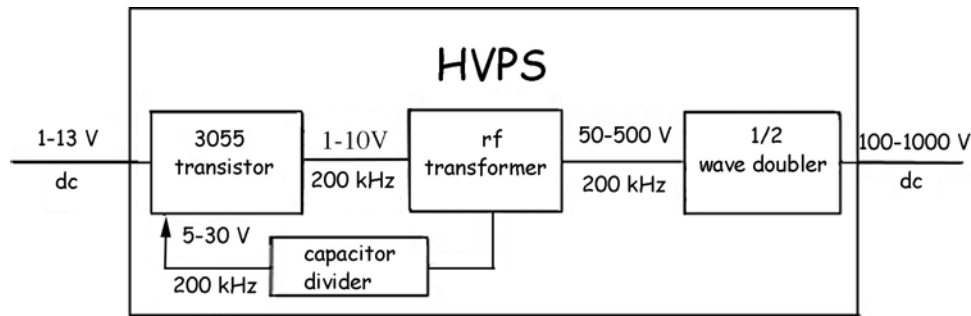 HVPS
1-13 V
dc
3055
transistor
1-10V
200 kHz
rf
transformer
50-500 V
200 kHz
1/2
wave doubler
100-1000 V
dc
5-30 V
200 kHz
capacitor
divider